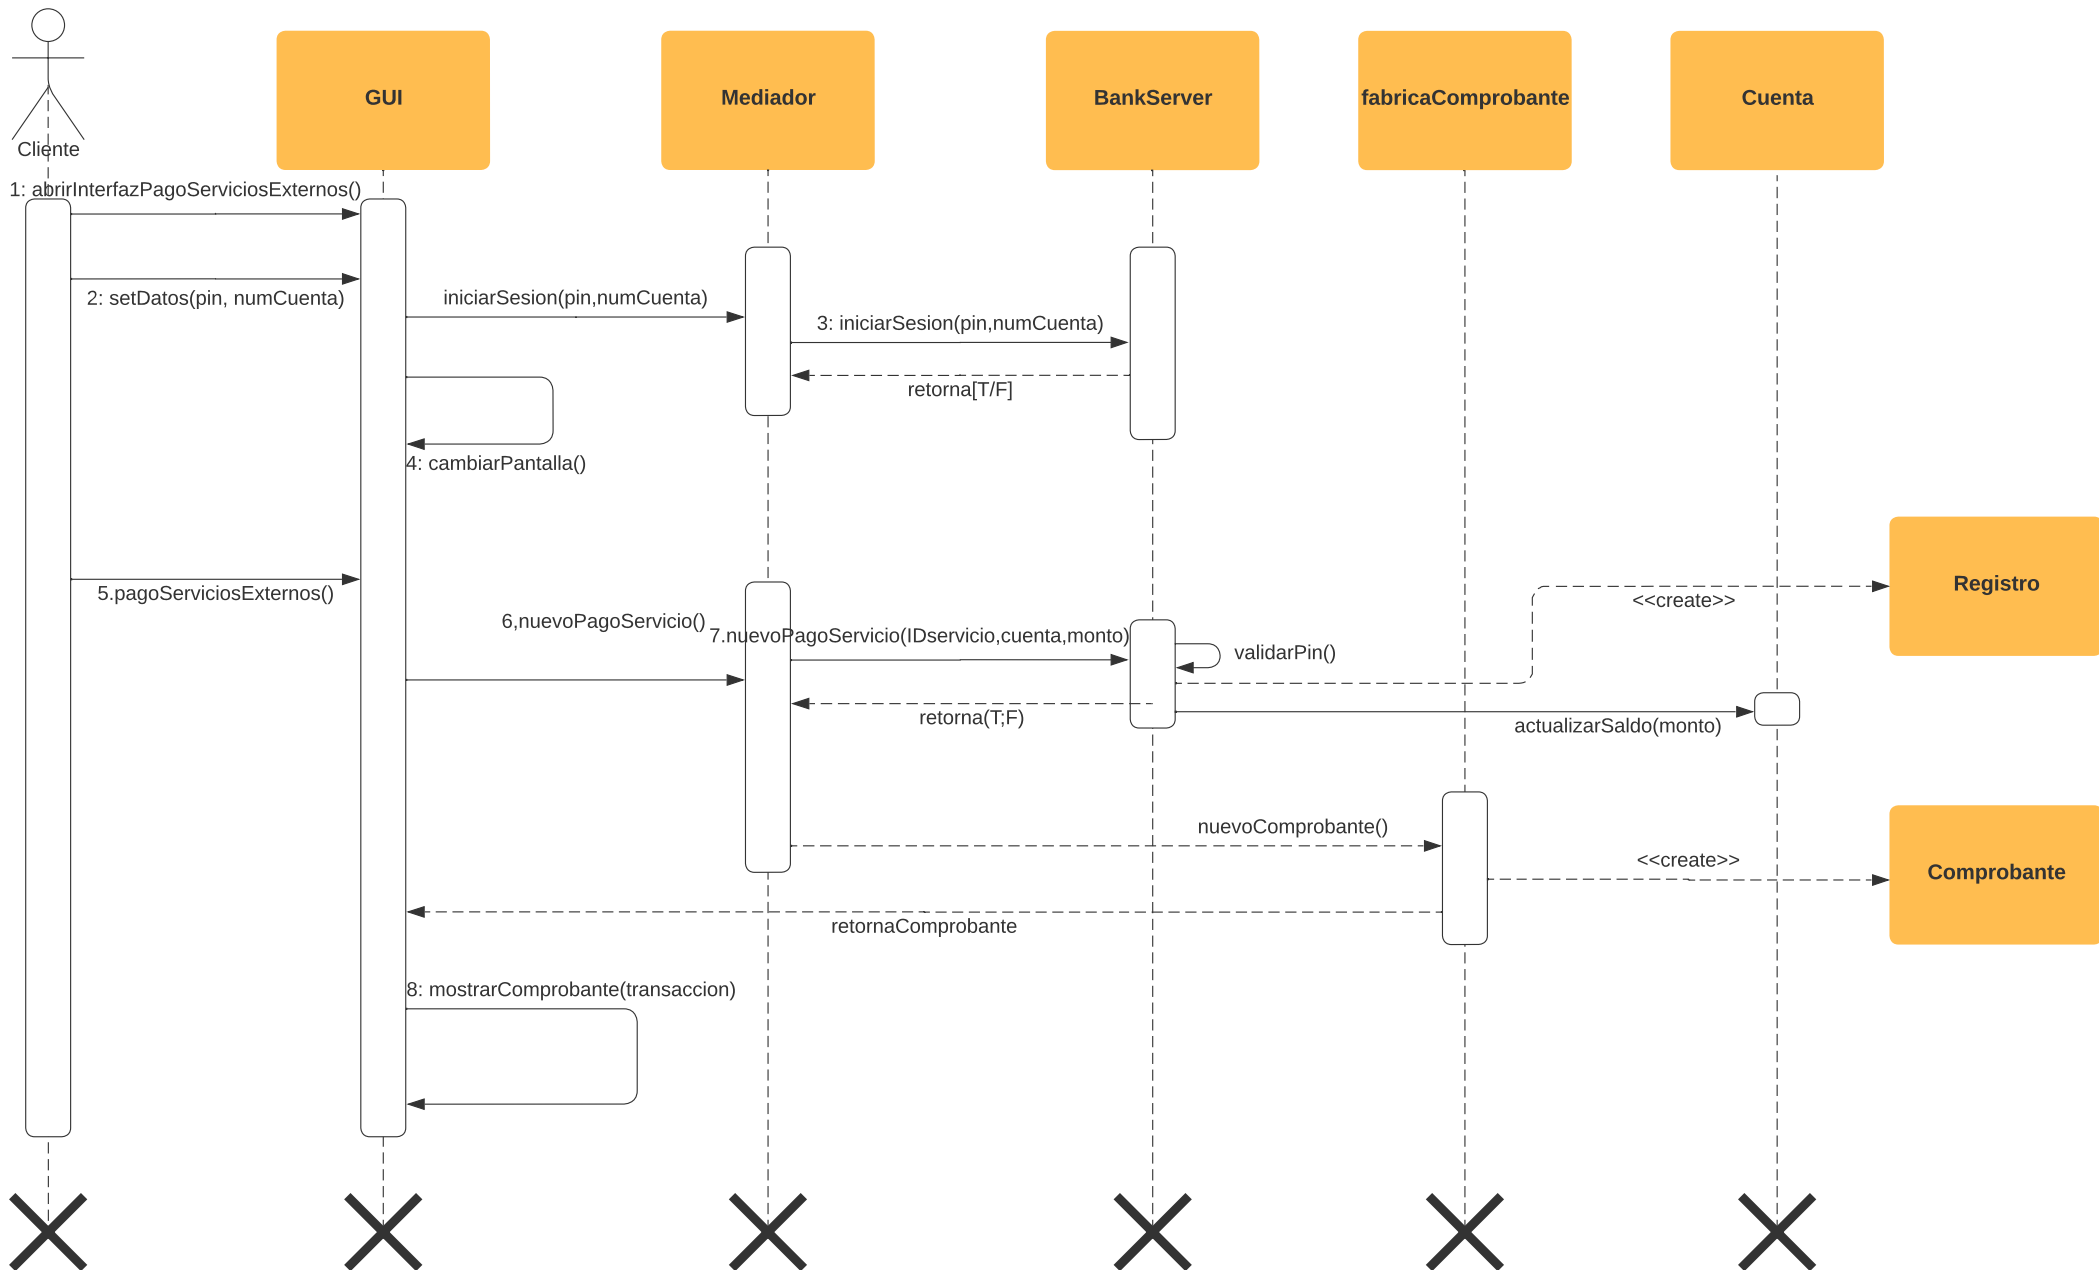 Cliente
GUI
Mediador
BankServer
fabricaComprobante
Cuenta
1: abrirInterfazPagoServiciosExternos()
2: setDatos(pin, numCuenta)
iniciarSesion(pin,numCuenta)
3: iniciarSesion(pin,numCuenta)
retorna[T/F]
4: cambiarPantalla()
Registro
<<create>>
5.pagoServiciosExternos()
6,nuevoPagoServicio()
7.nuevoPagoServicio(IDservicio,cuenta,monto)
validarPin()
retorna(T;F)
actualizarSaldo(monto)
nuevoComprobante()
<<create>>
Comprobante
retornaComprobante
8: mostrarComprobante(transaccion)